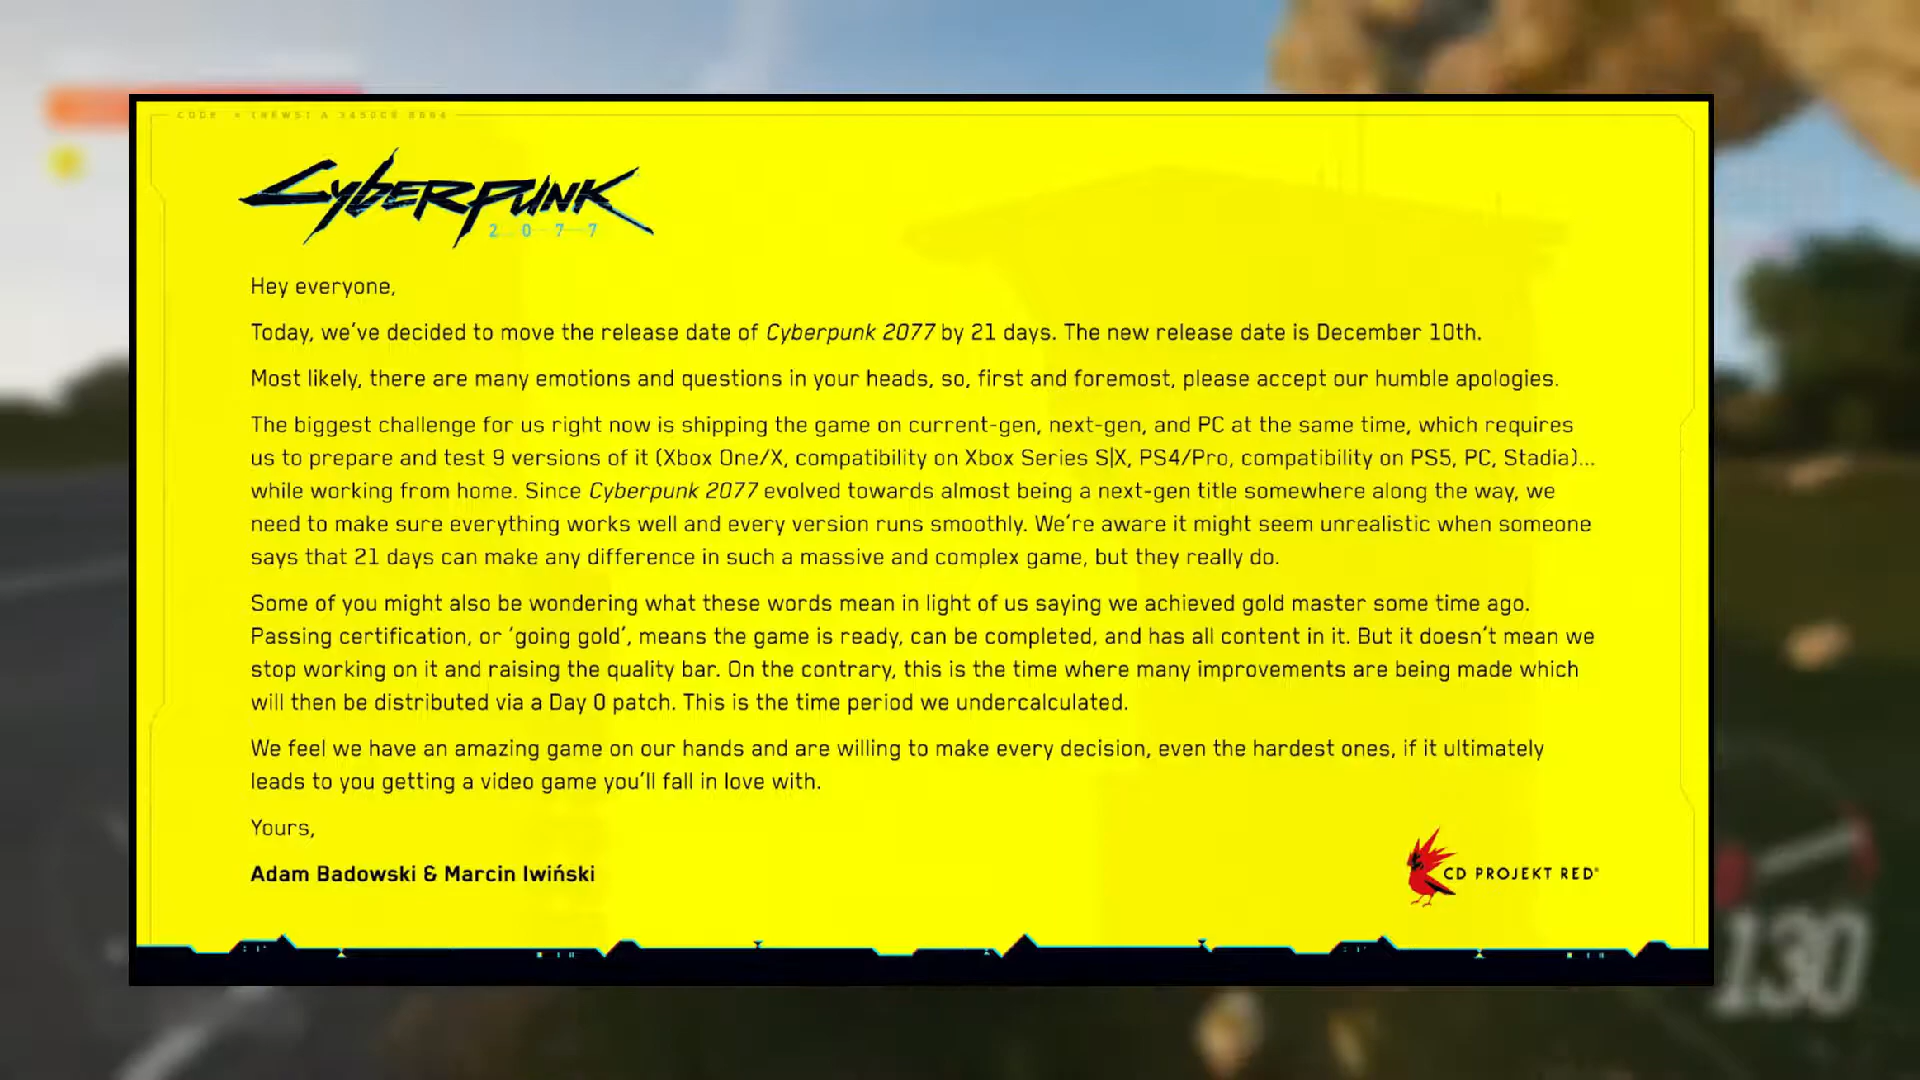 CYBERPUNK
2077
Hey everyone,
Today, we've decided to move the release date of Cyberpunk 2077 by 21 days. The new release date is December 10th.
Most likely, there are many emotions and questions in your heads, so, first and foremost, please accept our humble apologies.
The biggest challenge for us right now is shipping the game on current-gen, next-gen, and PC at the same time, which requires
us to prepare and test 9 versions of it (Xbox One/X, compatibility on Xbox Series S|X, PS4/Pro, compatibility on PS5, PC, Stadia)...
while working from home. Since Cyberpunk 2077 evolved towards almost being a next-gen title somewhere along the way, we
need to make sure everything works well and every version runs smoothly. We're aware it might seem unrealistic when someone
says that 21 days can make any difference in such a massive and complex game, but they really do.
Some of you might also be wondering what these words mean in light of us saying we achieved gold master some time ago.
Passing certification, or 'going gold', means the game is ready, can be completed, and has all content in it. But it doesn't mean we
stop working on it and raising the quality bar. On the contrary, this is the time where many improvements are being made which
will then be distributed via a Day 0 patch. This is the time period we undercalculated.
We feel we have an amazing game on our hands and are willing to make every decision, even the hardest ones, if it ultimately
leads to you getting a video game you'll fall in love with.
Yours,
Adam Badowski & Marcin Iwiński
CD PROJEKT RED®
130